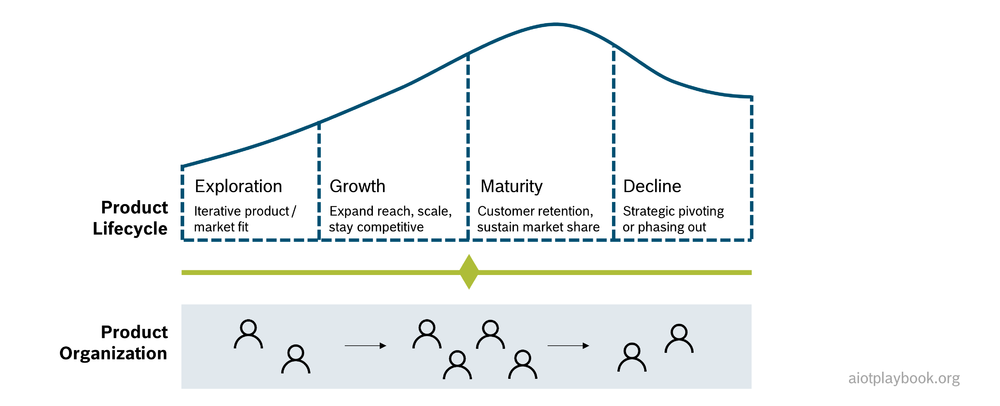 Product
Lifecycle
Exploration
Iterative product /
market fit
Growth
Expand reach, scale,
stay competitive
Maturity
Customer retention,
sustain market share
Decline
Strategic pivoting
or phasing out
Product
Organization
aiotplaybook.org